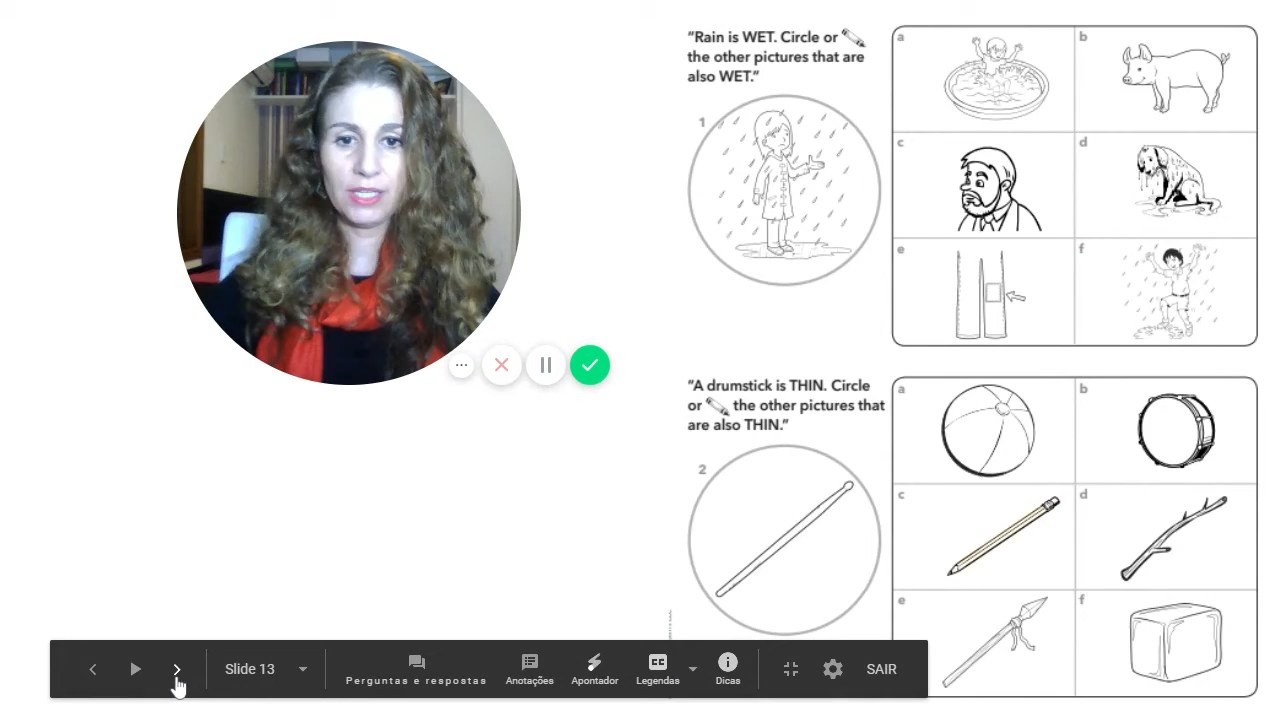 "Rain is WET. Circle or
the other pictures that are
also WET."
1
a
b
c
d
e
f
"A drumstick is THIN. Circle
or the other pictures that
are also THIN."
2
a
b
c
d
e
f
Slide 13
Perguntas e respostas
Anotações
Apontador
CC
Legendas
Dicas
SAIR